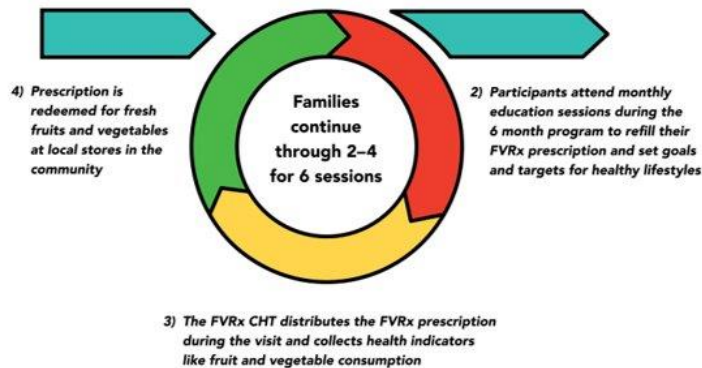 Families
continue
through 2–4
for 6 sessions
2) Participants attend monthly
education sessions during the
6 month program to refill their
FVRx prescription and set goals
and targets for healthy lifestyles
3) The FVRx CHT distributes the FVRx prescription
during the visit and collects health indicators
like fruit and vegetable consumption
4) Prescription is
redeemed for fresh
fruits and vegetables
at local stores in the
community